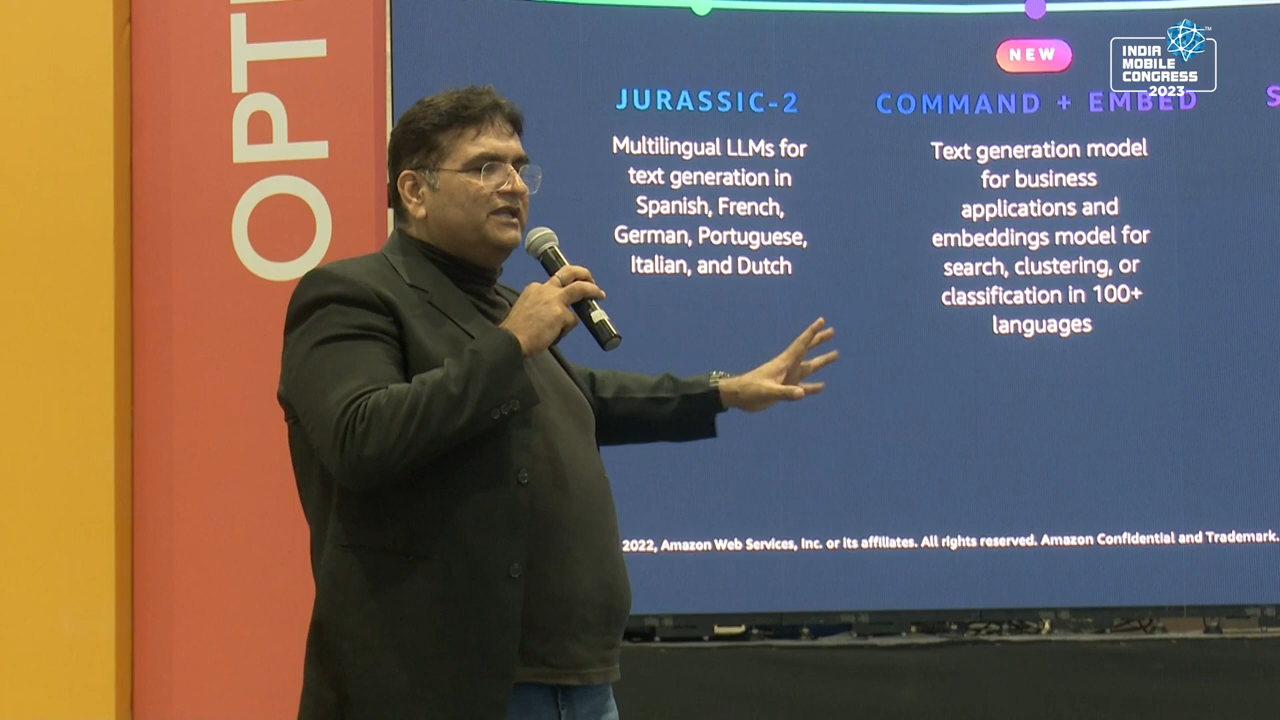 OPTI
NEW
INDIA
MOBILE
CONGRESS
2023
JURASSIC-2
Multilingual LLMs for
text generation in
Spanish, French,
German, Portuguese,
Italian, and Dutch
COMMAND + EMBED
Text generation model
for business
applications and
embeddings model for
search, clustering, or
classification in 100+
languages
S
2022, Amazon Web Services, Inc. or its affiliates. All rights reserved. Amazon Confidential and Trademark.